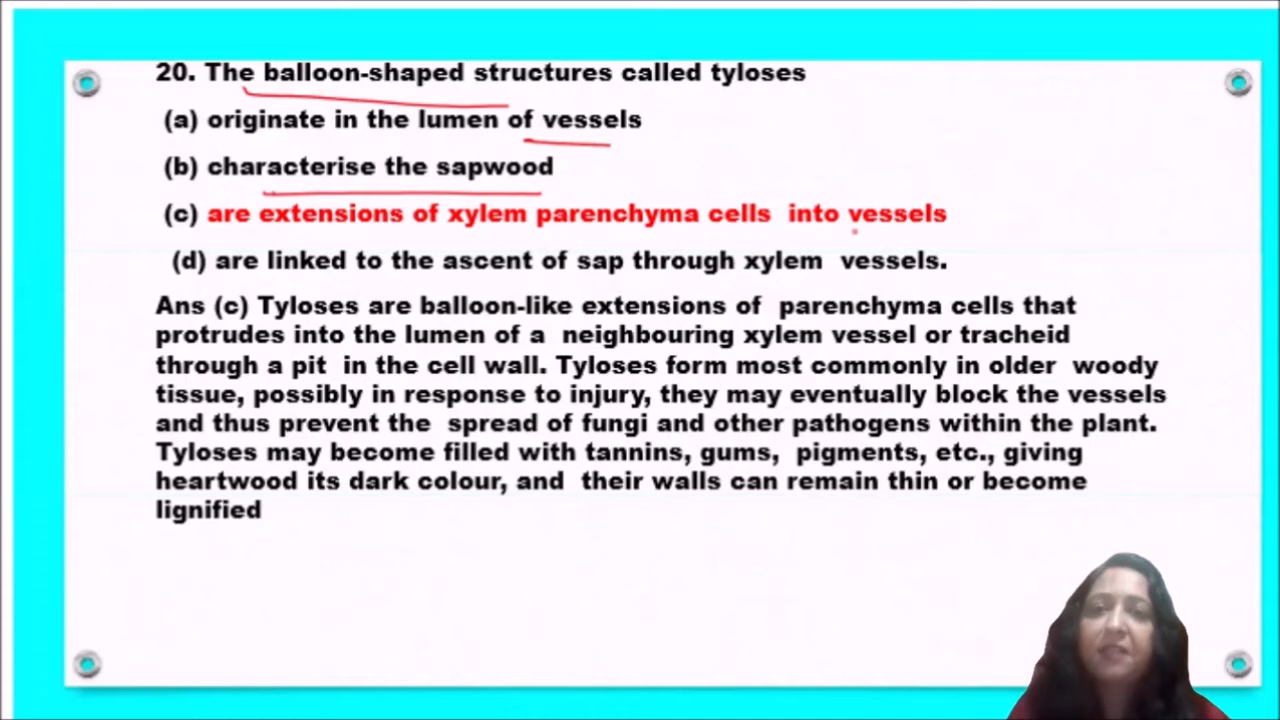 20. The balloon-shaped structures called tyloses
(a) originate in the lumen of vessels
(b) characterise the sapwood
(c) are extensions of xylem parenchyma cells into vessels
(d) are linked to the ascent of sap through xylem vessels.
Ans (c) Tyloses are balloon-like extensions of parenchyma cells that
protrudes into the lumen of a neighbouring xylem vessel or tracheid
through a pit in the cell wall. Tyloses form most commonly in older woody
tissue, possibly in response to injury, they may eventually block the vessels
and thus prevent the spread of fungi and other pathogens within the plant.
Tyloses may become filled with tannins, gums, pigments, etc., giving
heartwood its dark colour, and their walls can remain thin or become
lignified